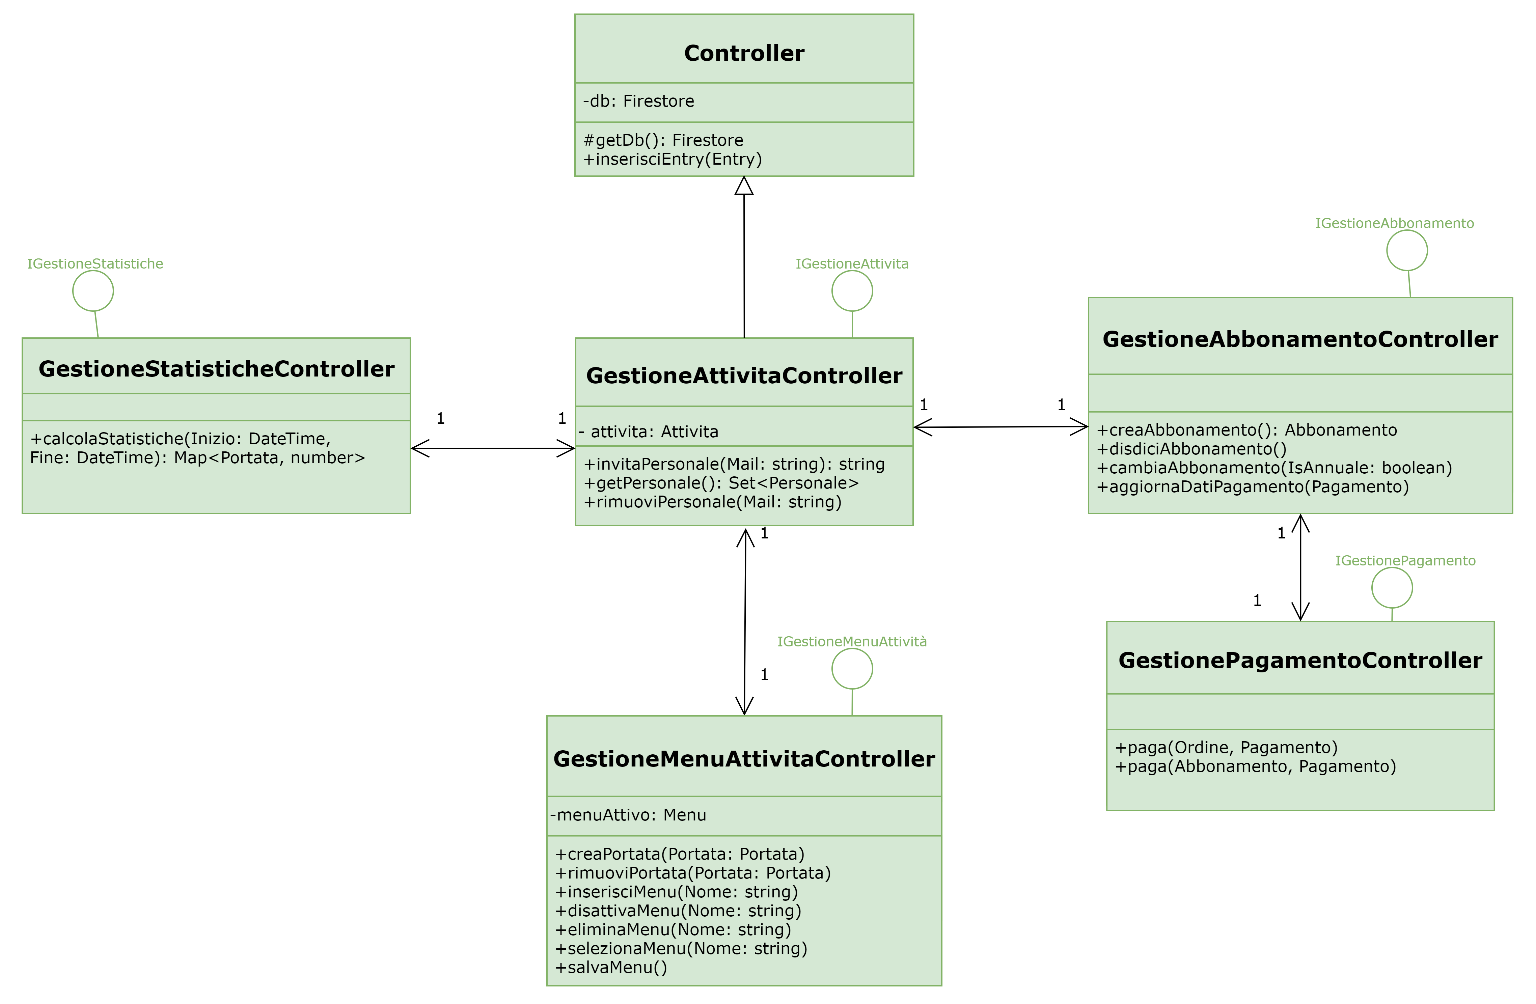 Controller
-db: Firestore
#getDb(): Firestore
+inserisciEntry(Entry)
IGestioneStatistiche
GestioneStatisticheController
+calcolaStatistiche(Inizio: DateTime,
Fine: DateTime): Map<Portata, number>
1
1
IGestioneAttivita
GestioneAttivitaController
- attivita: Attivita
+invitaPersonale(Mail: string): string
+getPersonale(): Set<Personale>
+rimuoviPersonale(Mail: string)
1
1
IGestioneAbbonamento
GestioneAbbonamentoController
+creaAbbonamento(): Abbonamento
+disdiciAbbonamento()
+cambiaAbbonamento(IsAnnuale: boolean)
+aggiornaDatiPagamento(Pagamento)
1
1
IGestionePagamento
GestionePagamentoController
+paga(Ordine, Pagamento)
+paga(Abbonamento, Pagamento)
1
1
IGestioneMenuAttività
GestioneMenuAttivitaController
-menuAttivo: Menu
+creaPortata(Portata: Portata)
+rimuoviPortata(Portata: Portata)
+inserisciMenu(Nome: string)
+disattivaMenu(Nome: string)
+eliminaMenu(Nome: string)
+selezionaMenu(Nome: string)
+salvaMenu()